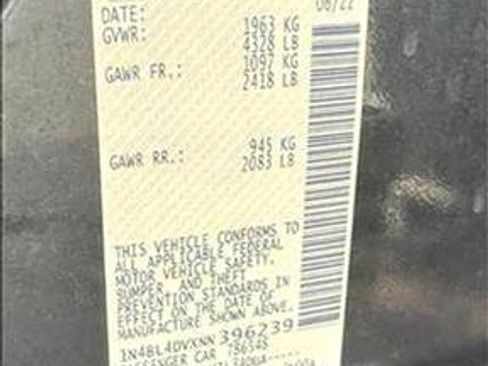 DATE: 06/22
GVWR: 1963 KG
4328 LB
GAWR FR.: 1097 KG
2418 LB
GAWR RR.: 945 KG
2083 LB
THIS VEHICLE CONFORMS TO
ALL APPLICABLE FEDERAL
MOTOR VEHICLE SAFETY,
BUMPER, AND THEFT
PREVENTION STANDARDS IN
EFFECT ON THE DATE OF
MANUFACTURE SHOWN ABOVE.
1N4BL4DVXNN396239
PASSENGER CAR